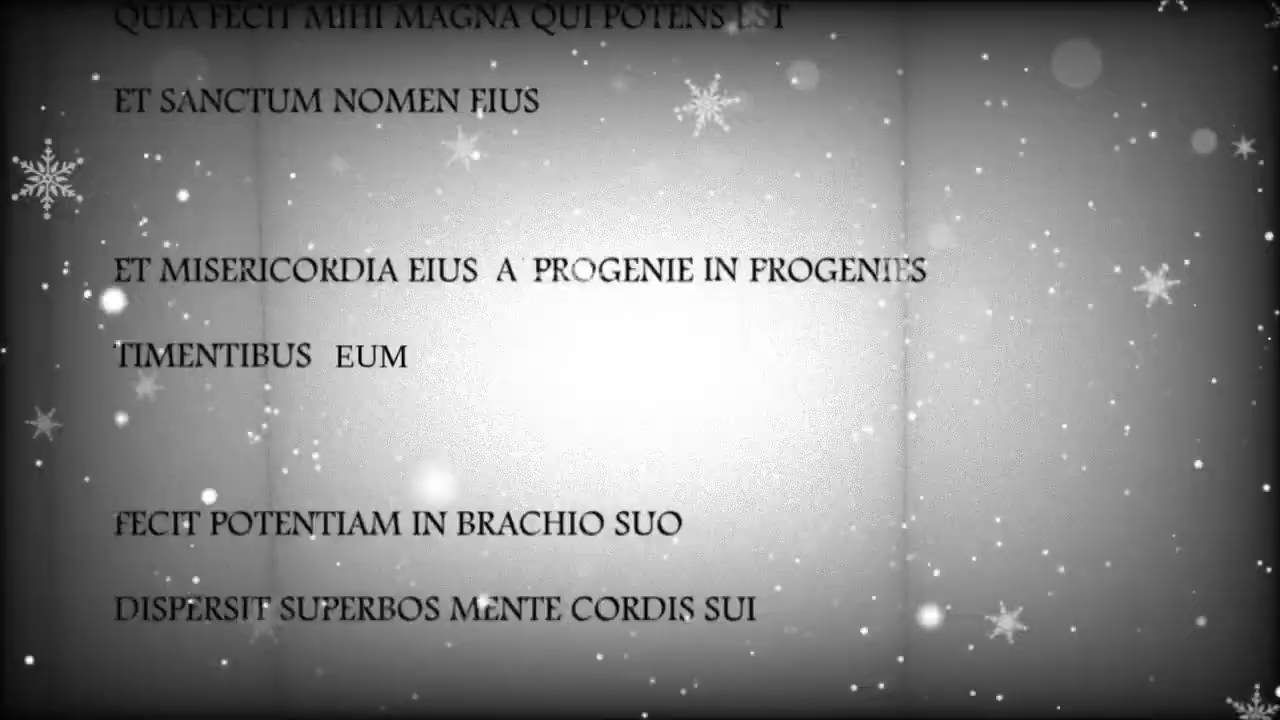 QUIA FECIT MIHI MAGNA QUI POTENS EST
ET SANCTUM NOMEN EIUS
ET MISERICORDIA EIUS A PROGENIE IN PROGENIES
TIMENTIBUS EUM
FECIT POTENTIAM IN BRACHIO SUO
DISPERSIT SUPERBOS MENTE CORDIS SUI